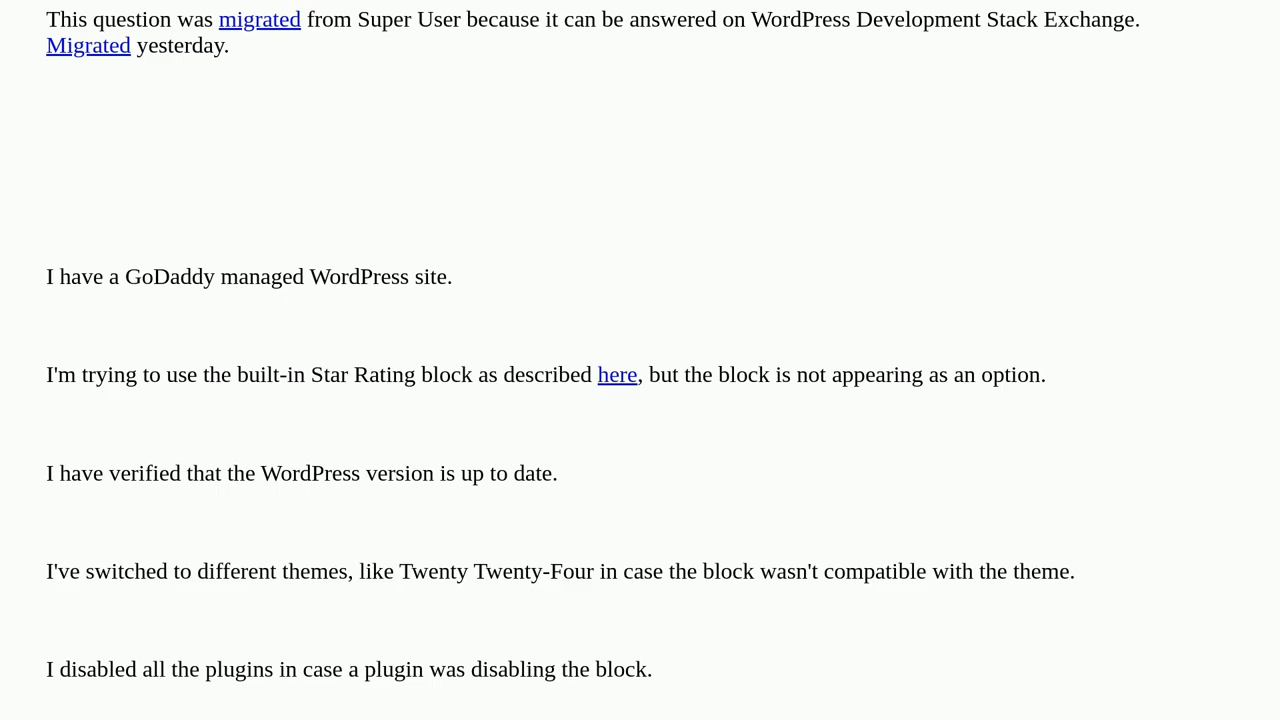 This question was migrated from Super User because it can be answered on WordPress Development Stack Exchange.
Migrated yesterday.
I have a GoDaddy managed WordPress site.
I'm trying to use the built-in Star Rating block as described here, but the block is not appearing as an option.
I have verified that the WordPress version is up to date.
I've switched to different themes, like Twenty Twenty-Four in case the block wasn't compatible with the theme.
I disabled all the plugins in case a plugin was disabling the block.